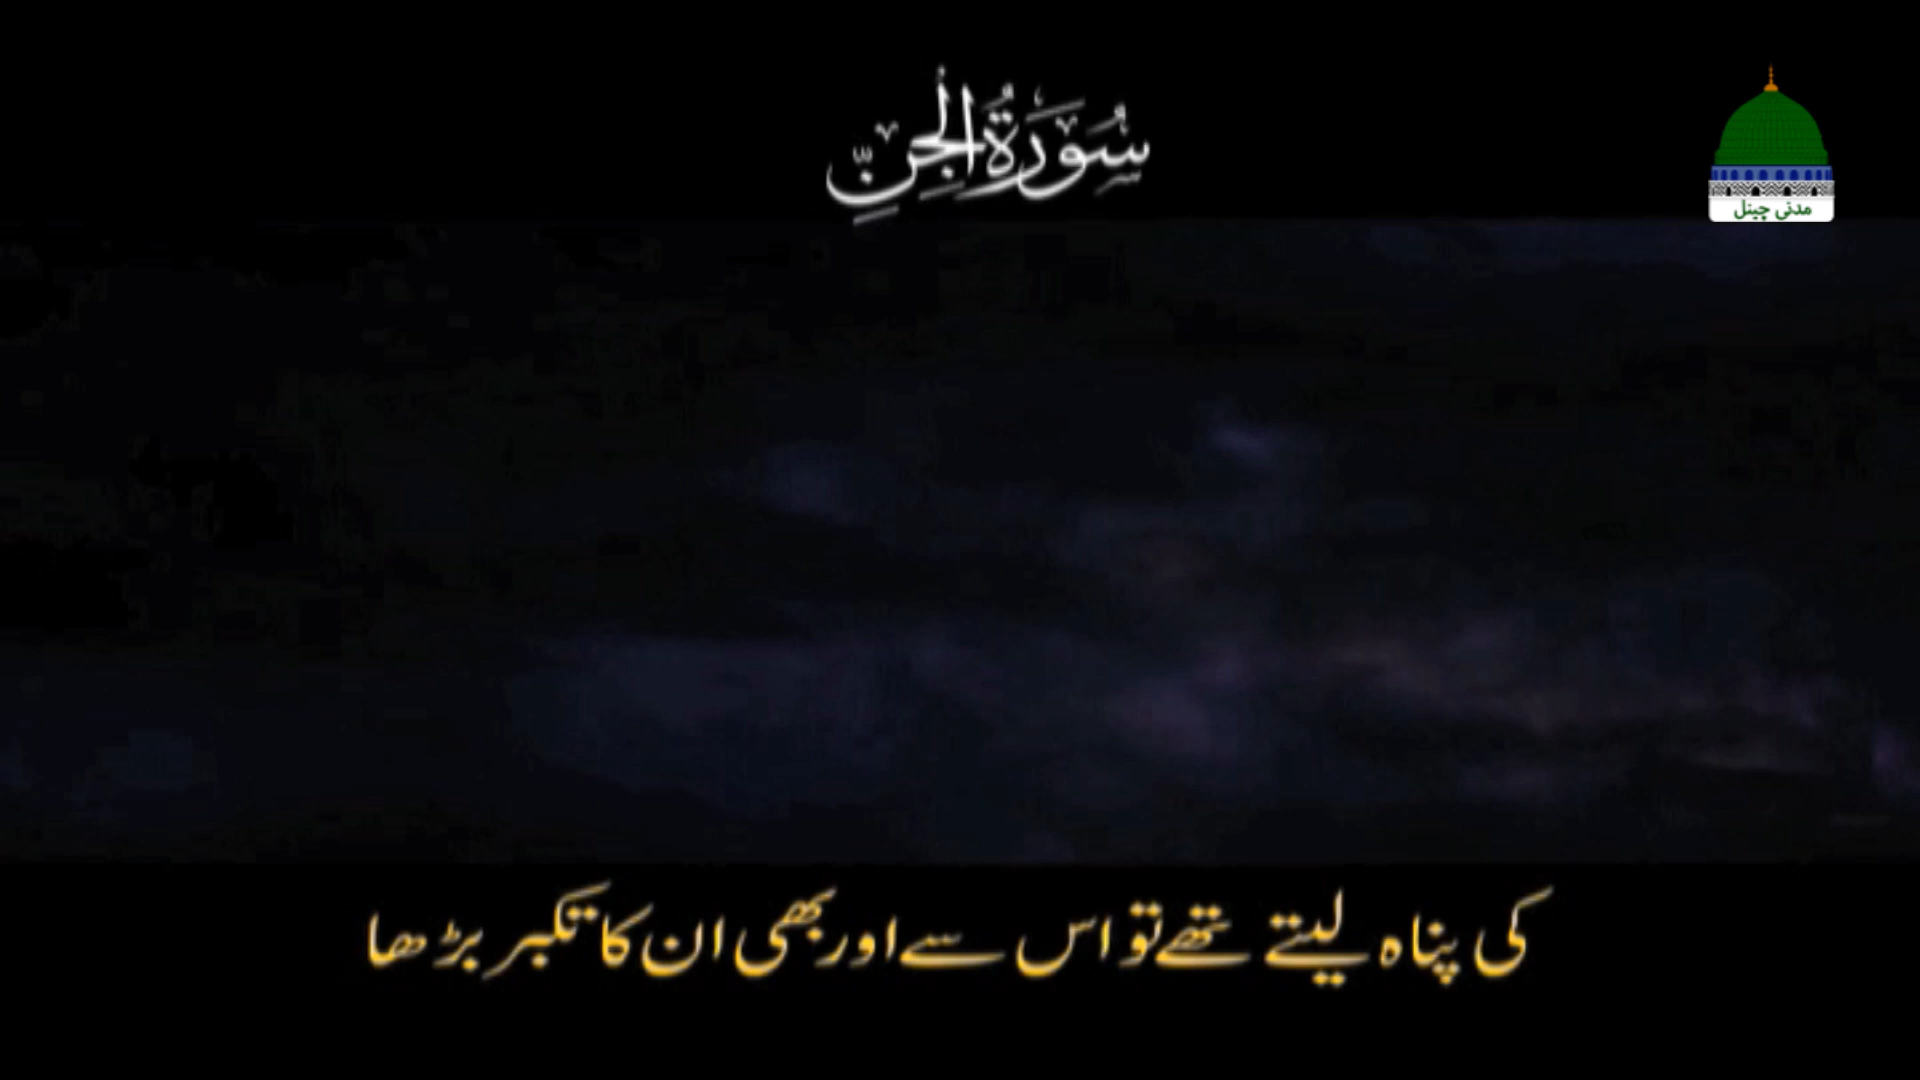 سُوۡرَةُ الۡجِنِّ
مدنی چینل
کی پناہ لیتے تھے تو اس سے اور بھی ان کا تکبر بڑھا